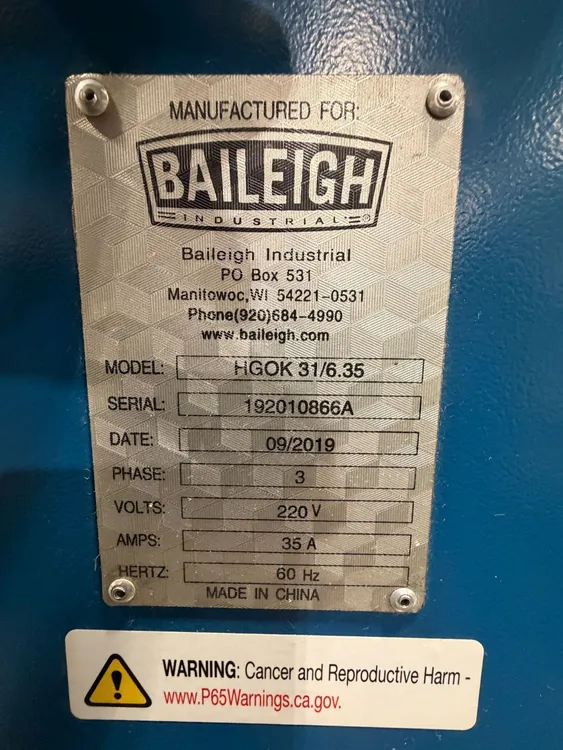 MANUFACTURED FOR:
BAILEIGH
INDUSTRIAL ®
Baileigh Industrial
PO Box 531
Manitowoc,WI 54221-0531
Phone(920)684-4990
www.baileigh.com
MODEL: HGOK 31/6.35
SERIAL: 192010866A
DATE: 09/2019
PHASE: 3
VOLTS: 220 V
AMPS: 35 A
HERTZ: 60 Hz
MADE IN CHINA
WARNING: Cancer and Reproductive Harm -
www.P65Warnings.ca.gov.